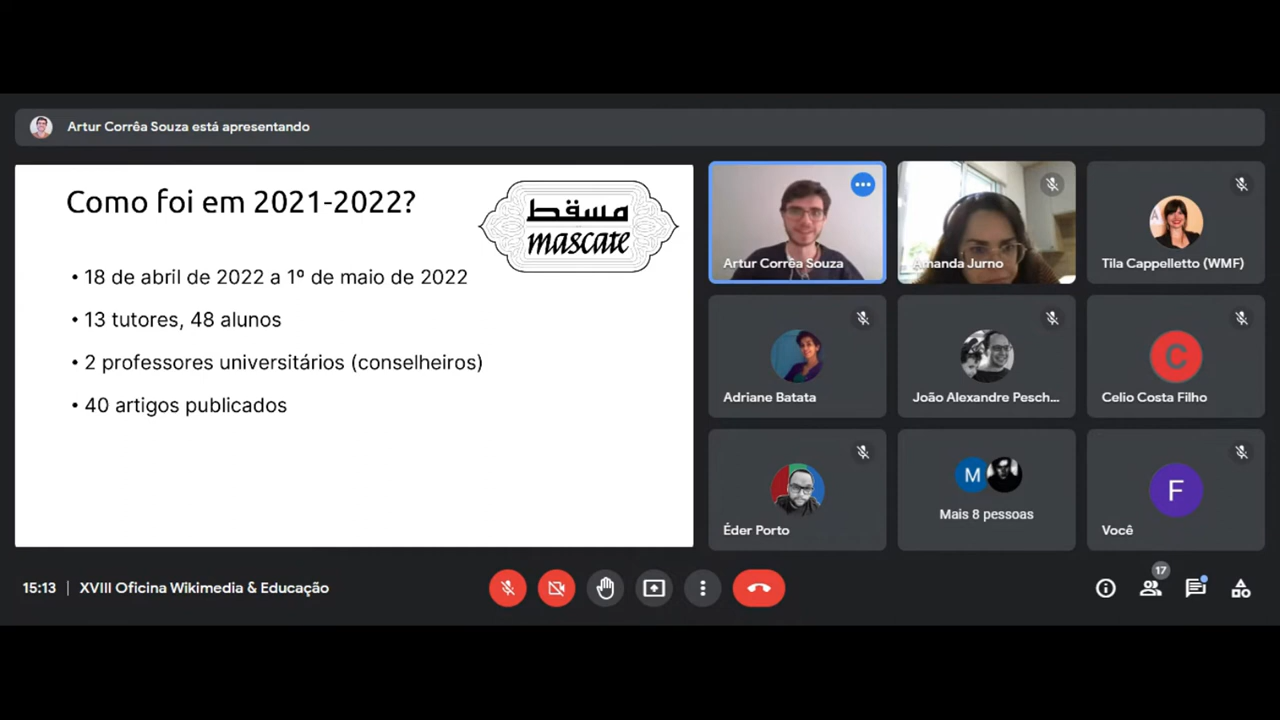 Artur Corrêa Souza está apresentando
Como foi em 2021-2022?
مسقط
mascate
• 18 de abril de 2022 a 1º de maio de 2022
• 13 tutores, 48 alunos
• 2 professores universitários (conselheiros)
• 40 artigos publicados
Artur Corrêa Souza
Amanda Jurno
Tila Cappelletto (WMF)
Adriane Batata
João Alexandre Pesch...
C
Celio Costa Filho
Éder Porto
M
Mais 8 pessoas
F
Você
15:13 | XVIII Oficina Wikimedia & Educação
17